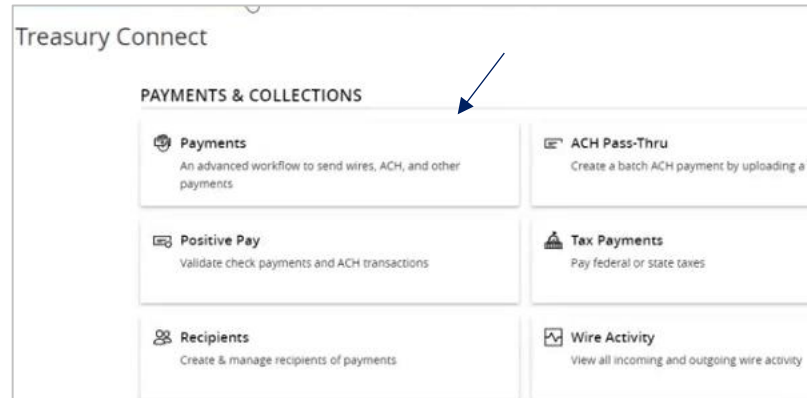 Treasury Connect
PAYMENTS & COLLECTIONS
Payments
An advanced workflow to send wires, ACH, and other
payments
ACH Pass-Thru
Create a batch ACH payment by uploading a
Positive Pay
Validate check payments and ACH transactions
Tax Payments
Pay federal or state taxes
Recipients
Create & manage recipients of payments
Wire Activity
View all incoming and outgoing wire activity